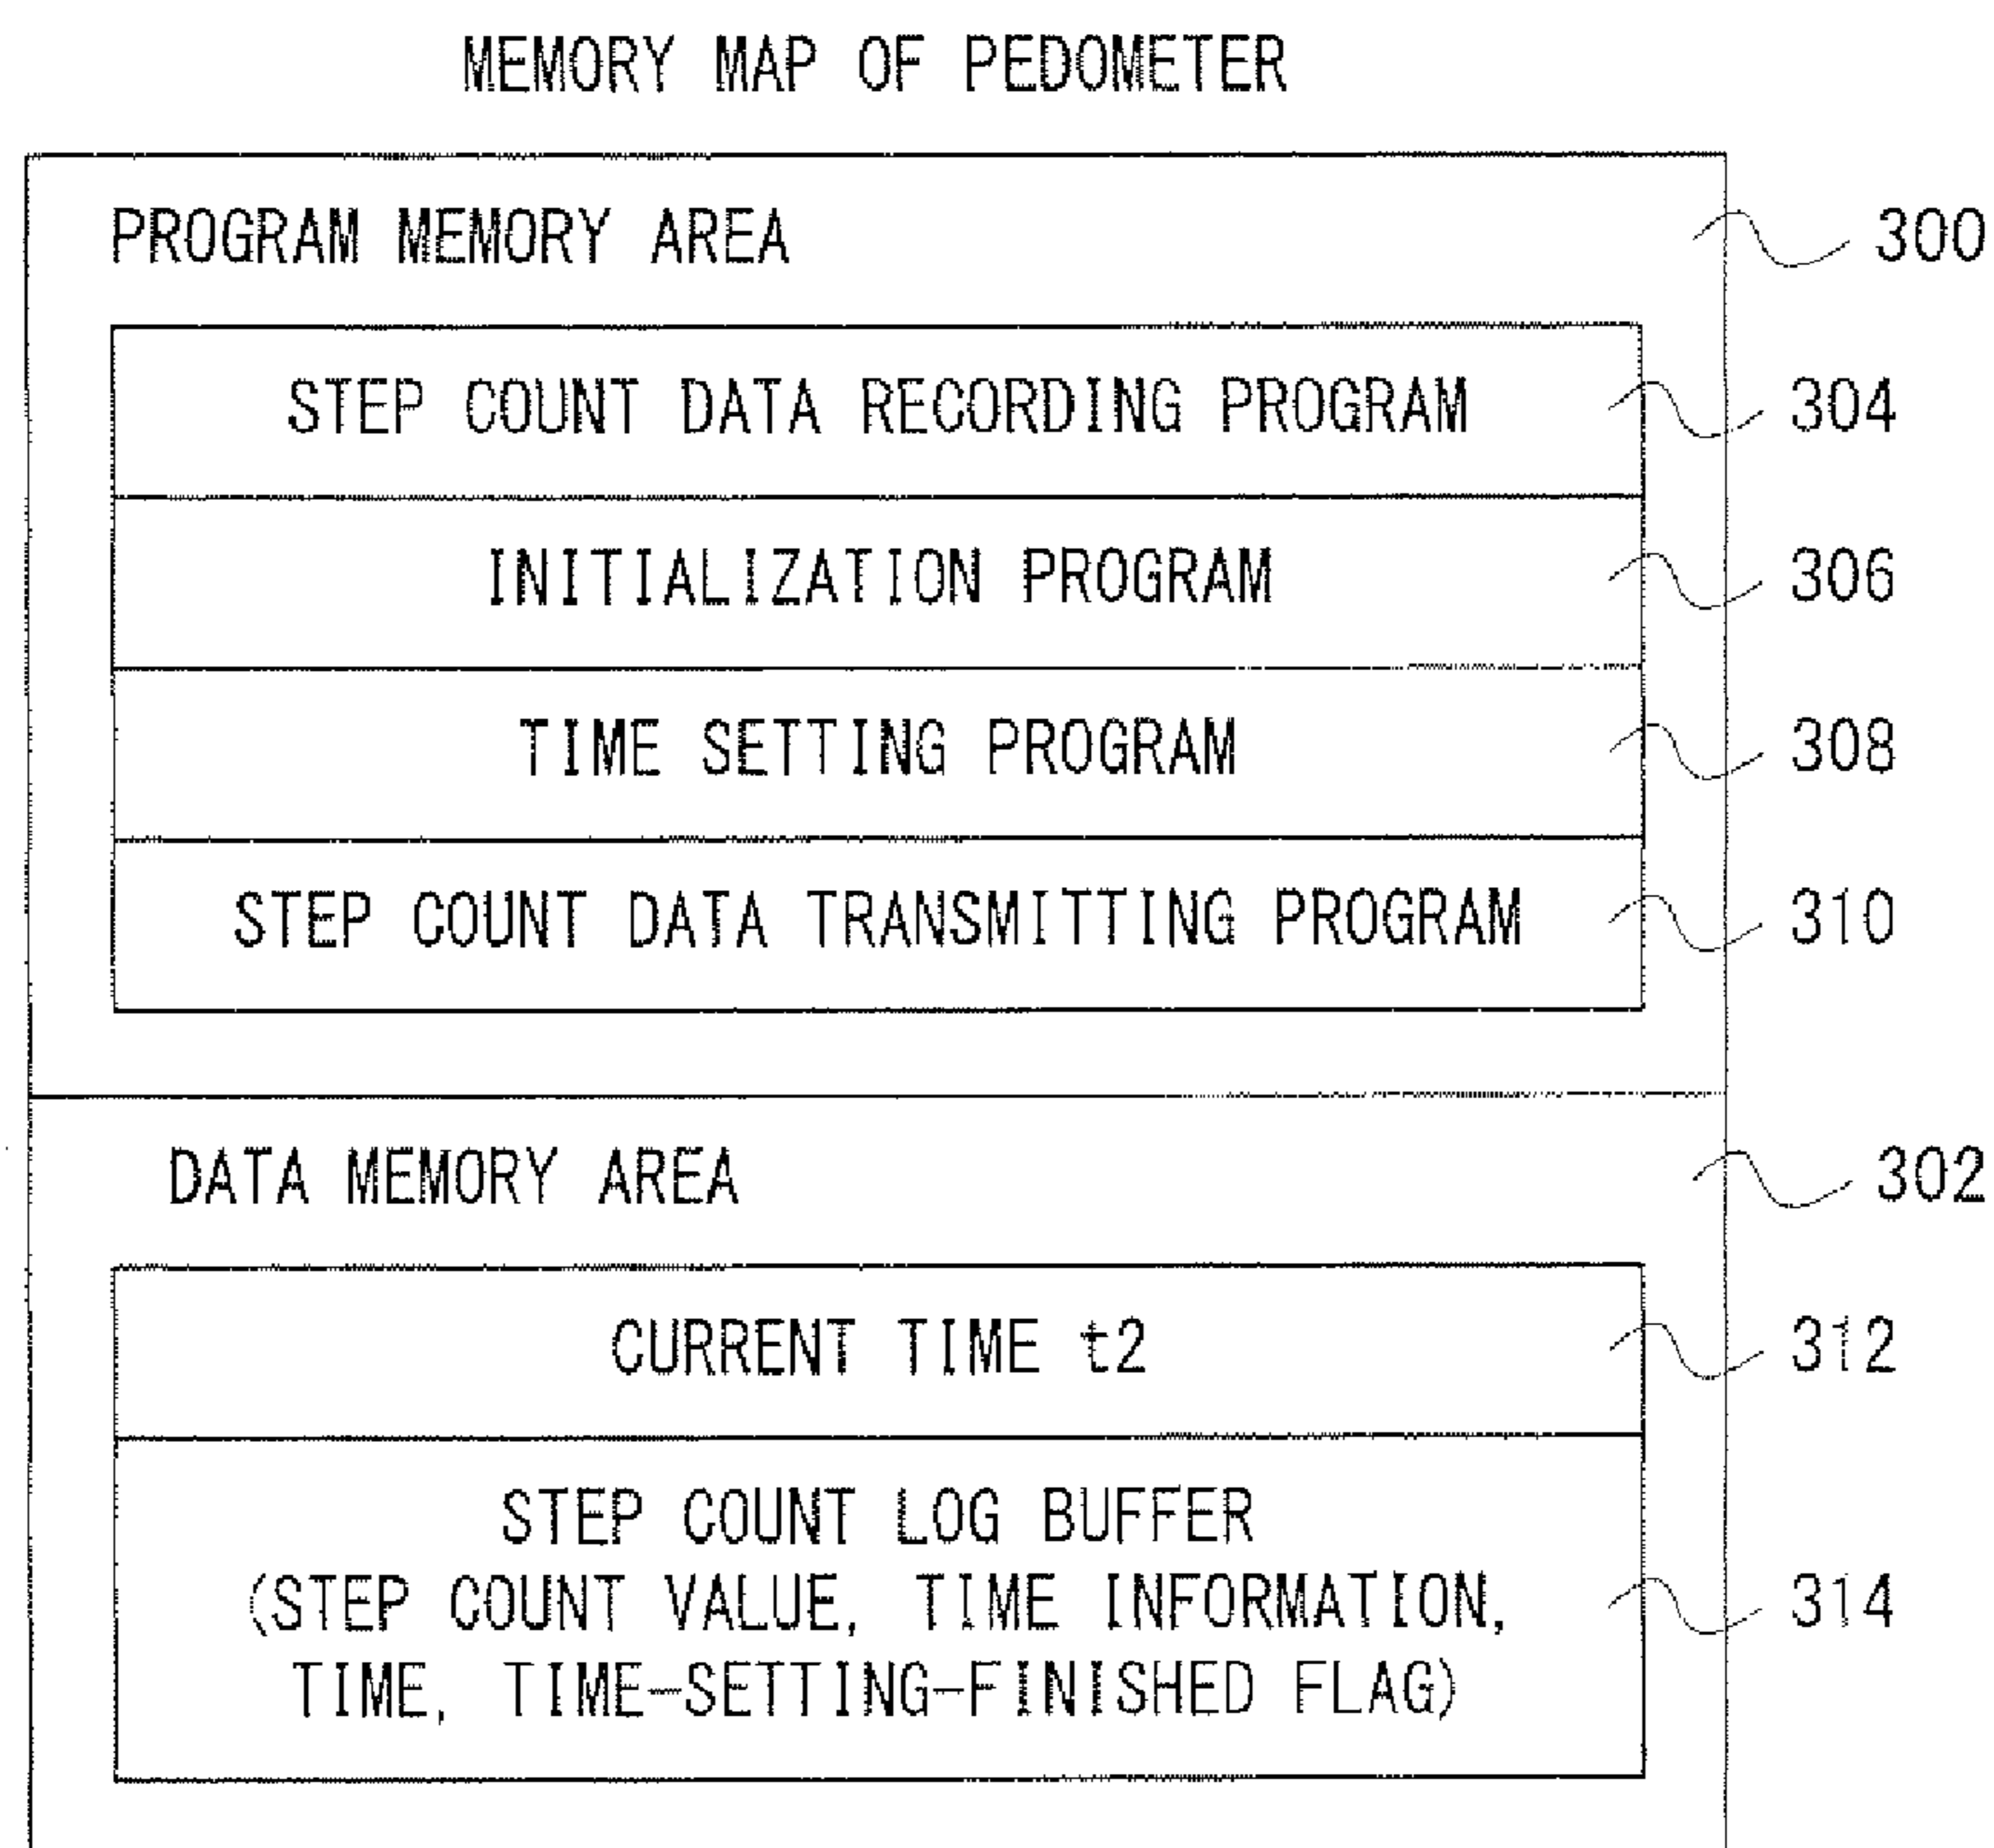 MEMORY MAP OF PEDOMETER
PROGRAM MEMORY AREA 300
STEP COUNT DATA RECORDING PROGRAM 304
INITIALIZATION PROGRAM 306
TIME SETTING PROGRAM 308
STEP COUNT DATA TRANSMITTING PROGRAM 310
DATA MEMORY AREA 302
CURRENT TIME t2 312
STEP COUNT LOG BUFFER
(STEP COUNT VALUE, TIME INFORMATION, 314
TIME, TIME-SETTING-FINISHED FLAG)